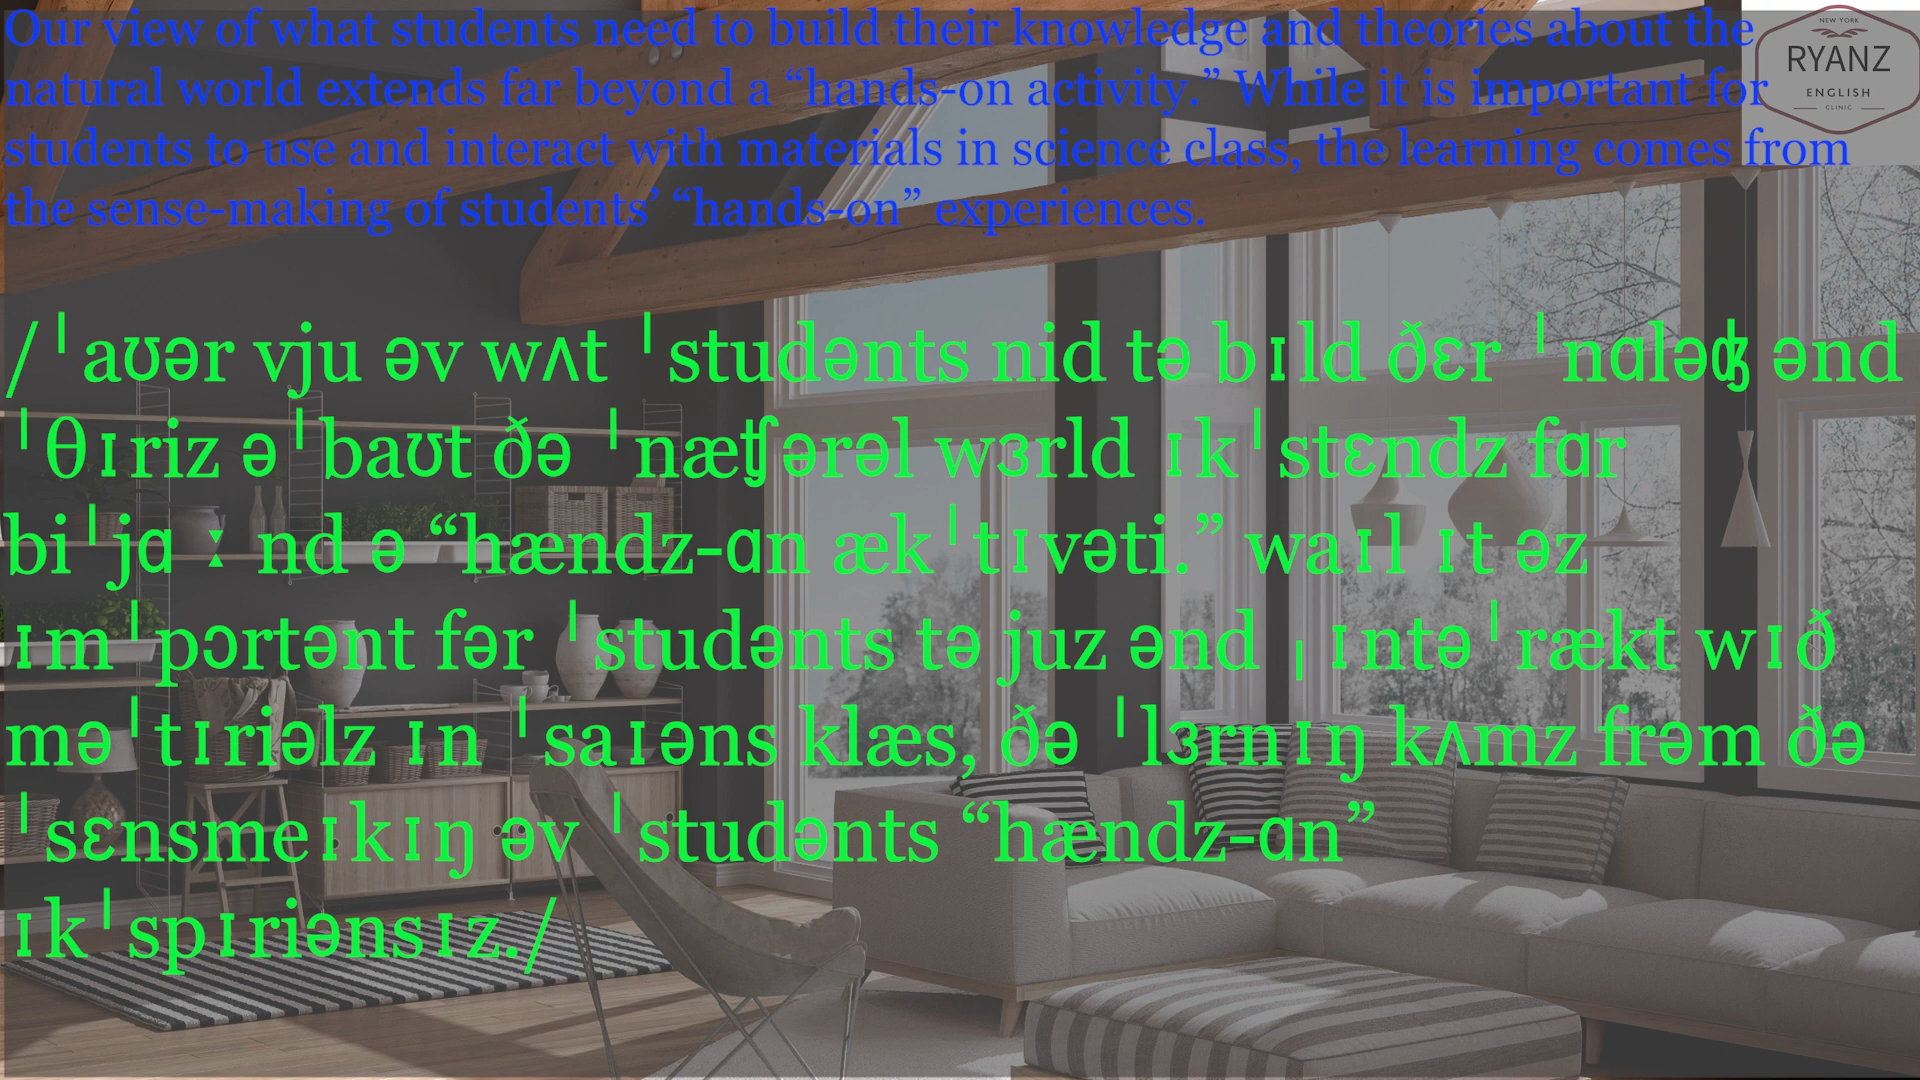 Our view of what students need to build their knowledge and theories about the
natural world extends far beyond a “hands-on activity.” While it is important for
students to use and interact with materials in science class, the learning comes from
the sense-making of students’ “hands-on” experiences.
NEW YORK
RYANZ
ENGLISH
CLINIC
/ˈaʊər vju əv wʌt ˈstudənts nid tə bɪld ðɛr ˈnɑləʤ ənd
ˈθɪriz əˈbaʊt ðə ˈnæʧərəl wɜrld ɪkˈstɛndz fɑr
biˈjɑːnd ə “hændz-ɑn ækˈtɪvəti.” waɪl ɪt əz
ɪmˈpɔrtənt fər ˈstudənts tə juz ənd ˌɪntəˈrækt wɪð
məˈtɪriəlz ɪn ˈsaɪəns klæs, ðə ˈlɜrnɪŋ kʌmz frəm ðə
ˈsɛnsmeɪkɪŋ əv ˈstudənts “hændz-ɑn”
ɪkˈspɪriənsɪz./